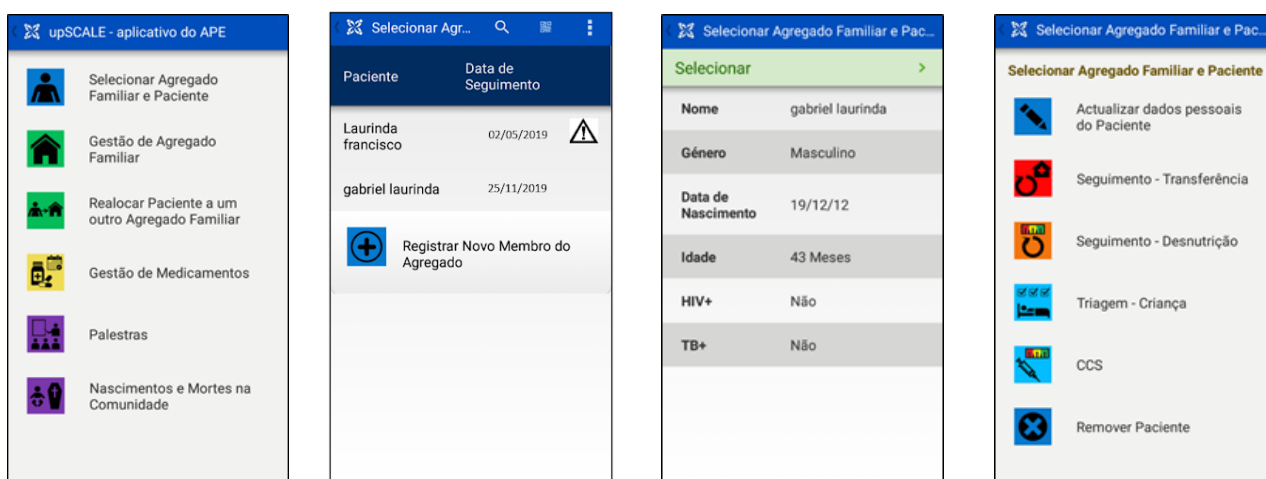 upSCALE - aplicativo do APE
Selecionar Agregado
Familiar e Paciente
Gestão de Agregado
Familiar
Realocar Paciente a um
outro Agregado Familiar
Gestão de Medicamentos
Palestras
Nascimentos e Mortes na
Comunidade
Selecionar Agr...
Paciente
Data de
Seguimento
Laurinda
francisco
02/05/2019
gabriel laurinda
25/11/2019
Registrar Novo Membro do
Agregado
Selecionar Agregado Familiar e Pac...
Selecionar >
Nome gabriel laurinda
Género Masculino
Data de
Nascimento
19/12/12
Idade 43 Meses
HIV+ Não
TB+ Não
Selecionar Agregado Familiar e Pac...
Selecionar Agregado Familiar e Paciente
Actualizar dados pessoais
do Paciente
Seguimento - Transferência
Seguimento - Desnutrição
Triagem - Criança
CCS
Remover Paciente